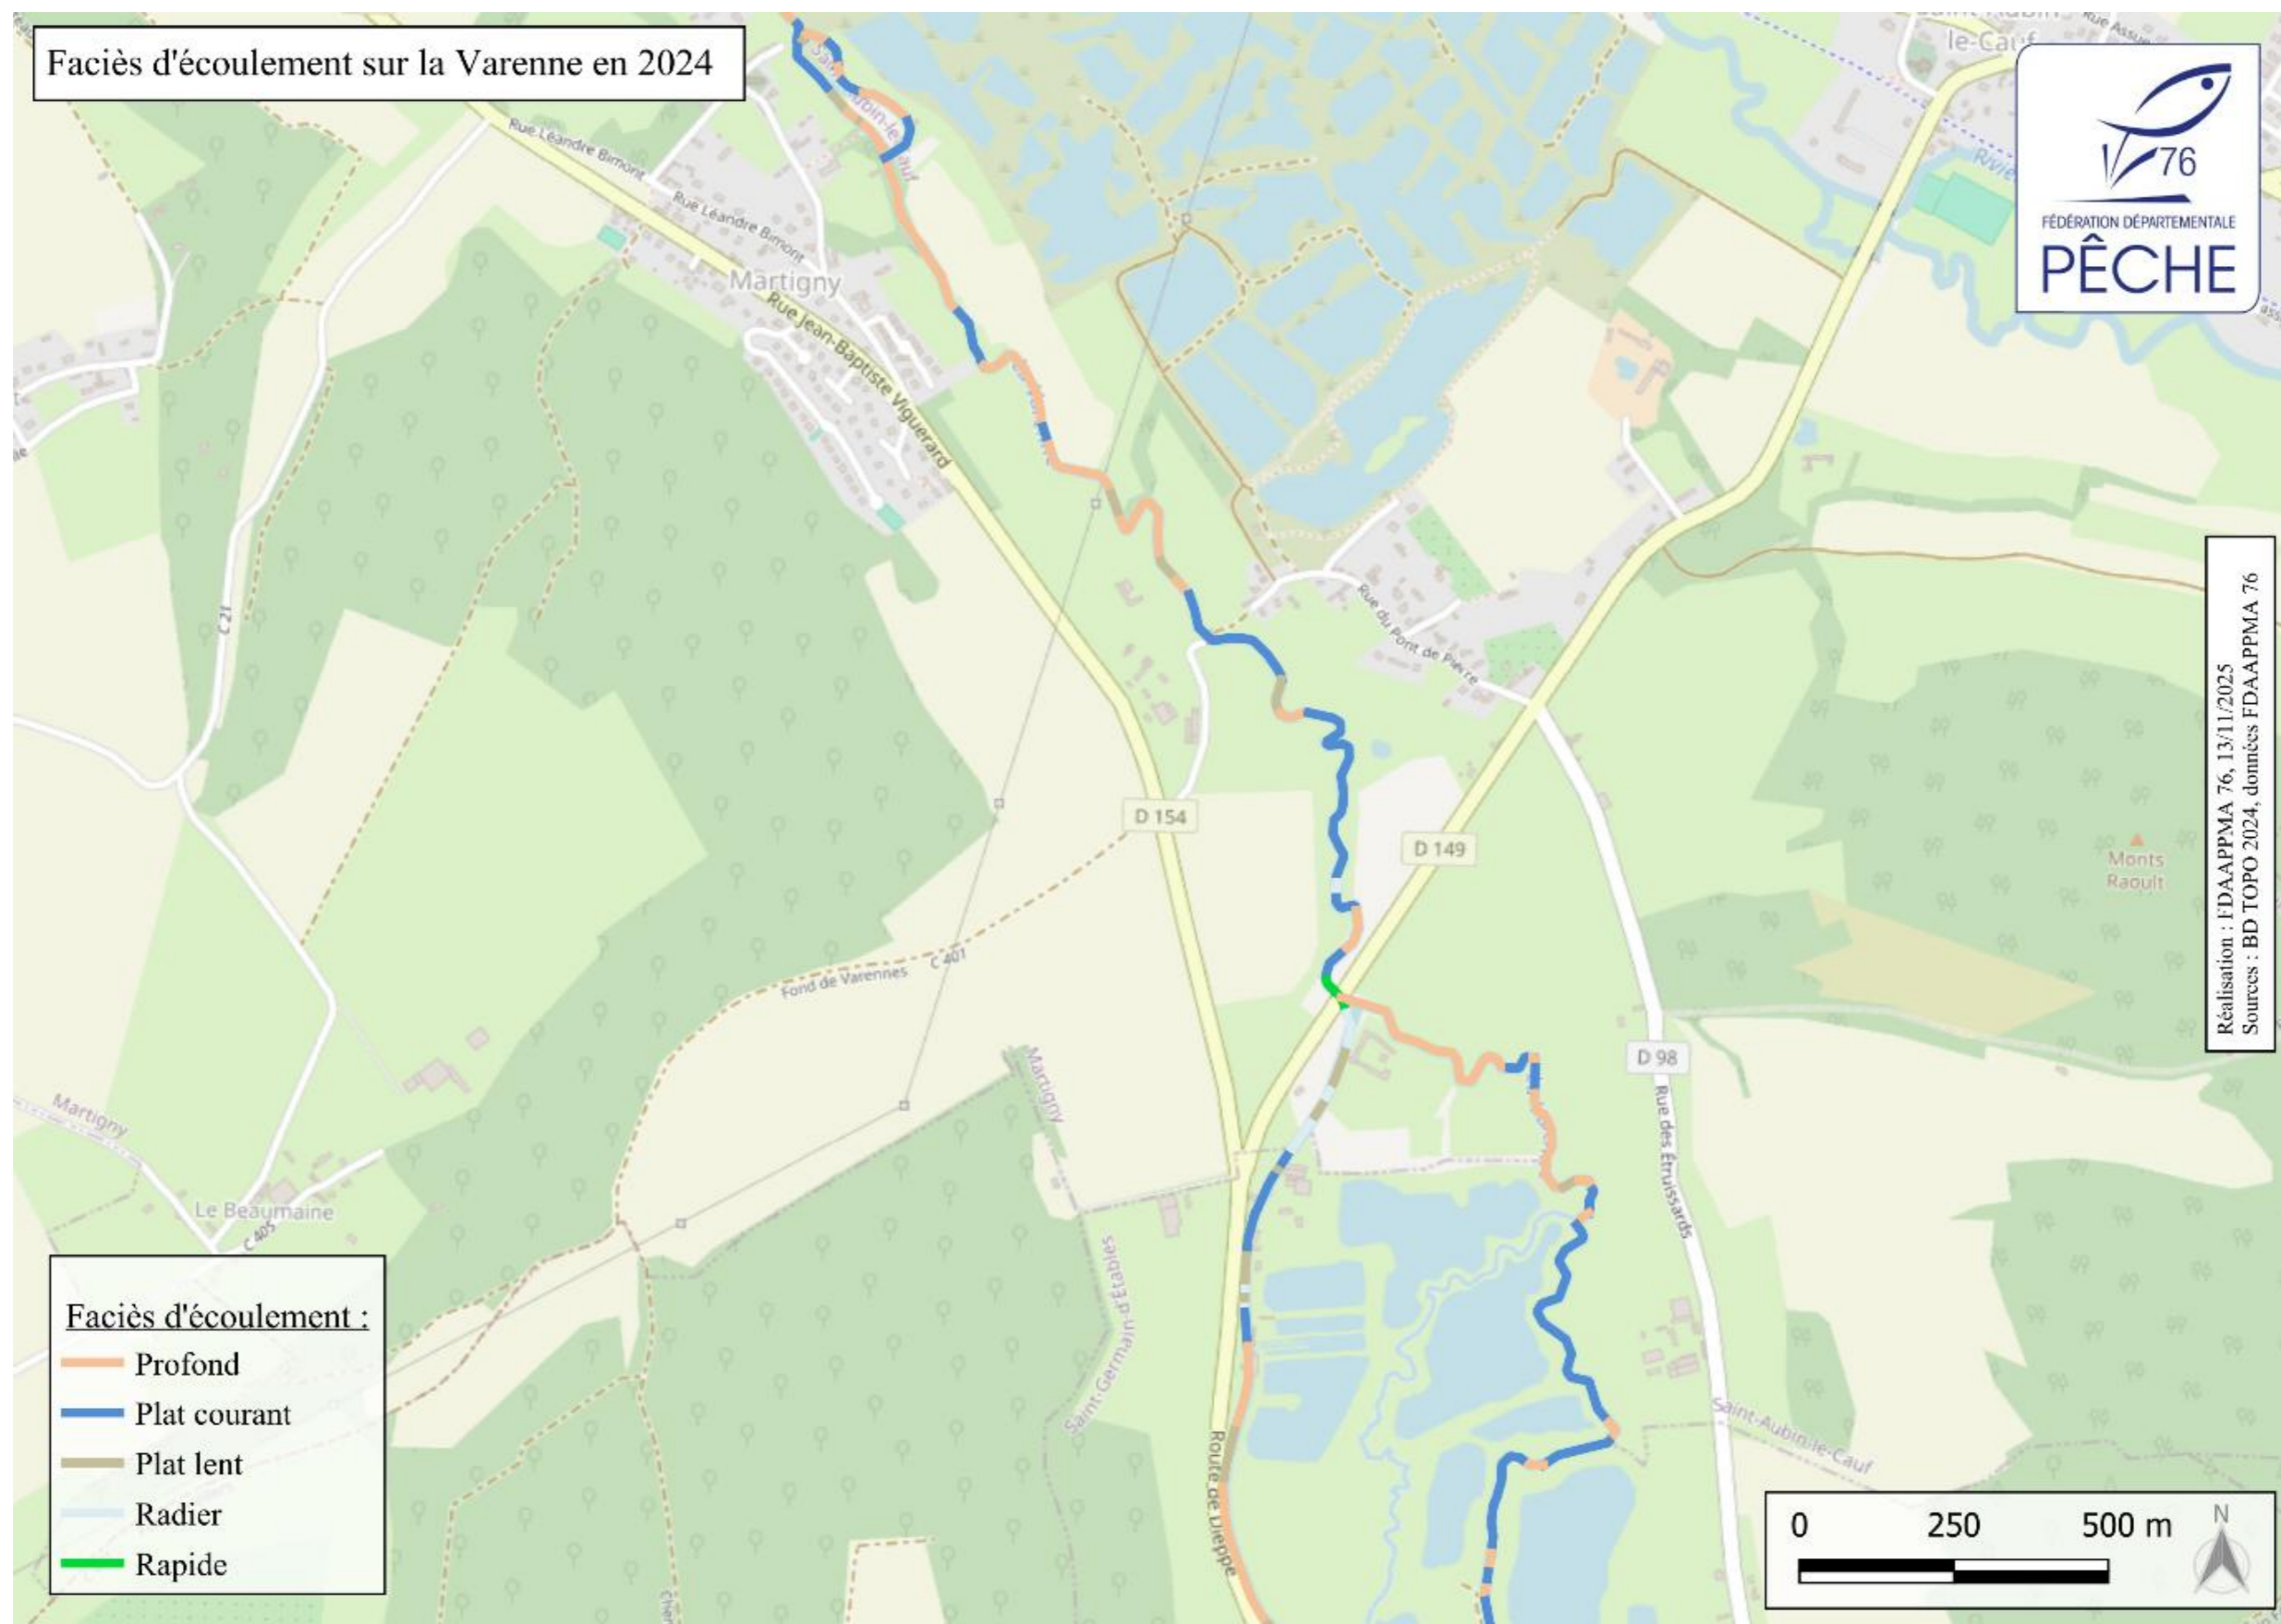 Faciès d'écoulement sur la Varenne en 2024
le-Cauf
76
FÉDÉRATION DÉPARTEMENTALE
PÊCHE
Rue Léandre Bimont
Rue Léandre Bimont
Martigny
Rue Jean-Baptiste Viguerard
C 21
Rue du Pont de Pierre
D 154
D 149
Monts
Raoult
Réalisation : FDAAPPMA 76, 13/11/2025
Sources : BD TOPO 2024, données FDAAPPMA 76
C 401
Fond de Varennes
D 98
Martigny
Martigny
Rue des Étruissards
Le Beaumaine
C 405
Saint-Germain-d'Étables
Saint-Aubin-le-Cauf
Route de Dieppe
Faciès d'écoulement :
Profond
Plat courant
Plat lent
Radier
Rapide
0 250 500 m
N